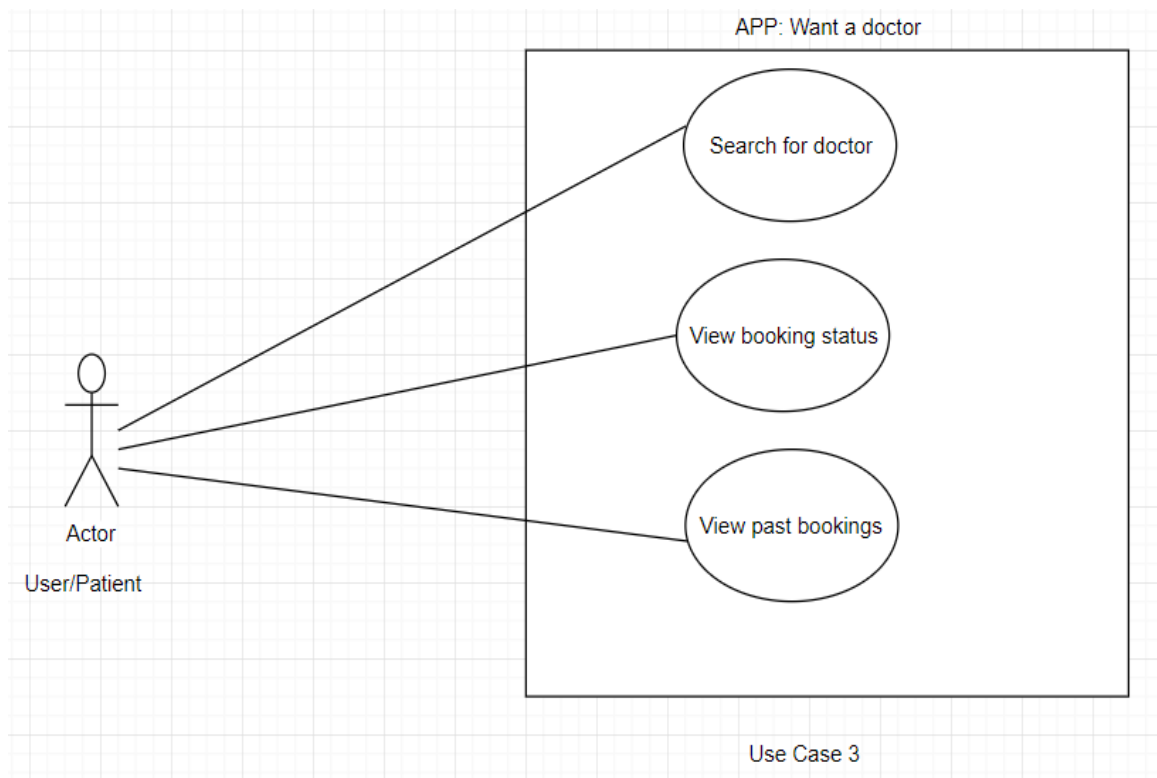 APP: Want a doctor
Search for doctor
View booking status
View past bookings
Actor
User/Patient
Use Case 3